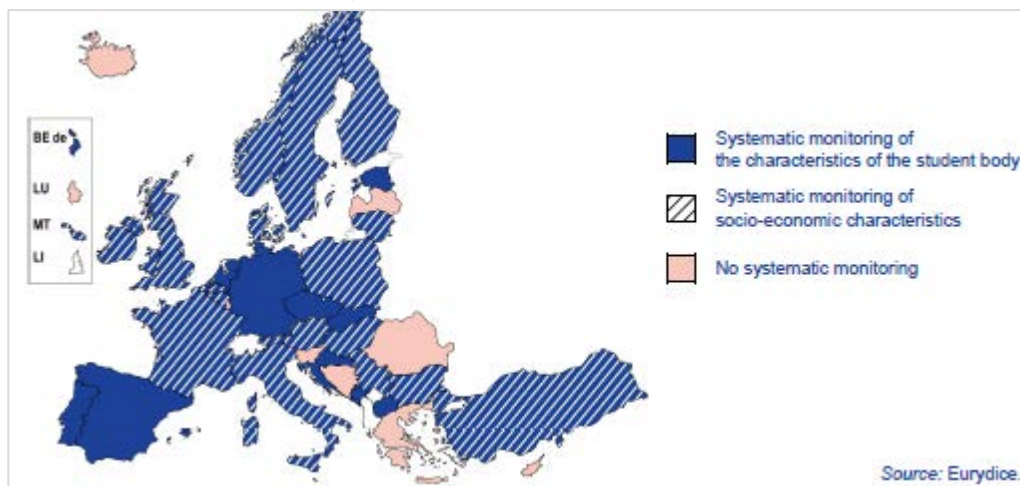 BE de
LU
MT
LI
Systematic monitoring of
the characteristics of the student body
Systematic monitoring of
socio-economic characteristics
No systematic monitoring
Source: Eurydice.